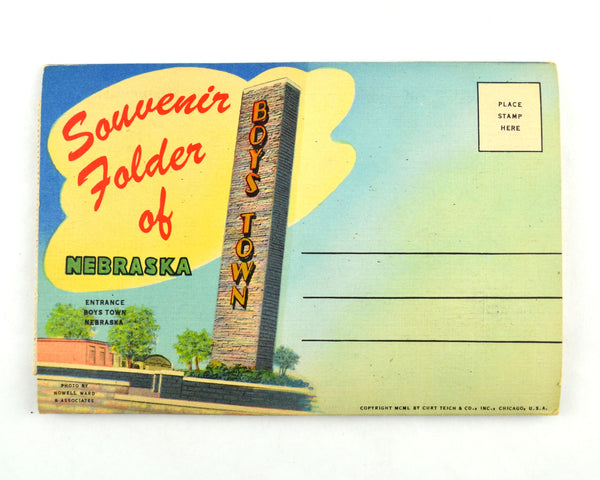 Souvenir
Folder
of
NEBRASKA
ENTRANCE
BOYS TOWN
NEBRASKA
BOYS TOWN
PHOTO BY
HOWELL WARD
& ASSOCIATES
PLACE
STAMP
HERE
COPYRIGHT MCML BY CURT TEICH & CO., INC., CHICAGO, U.S.A.